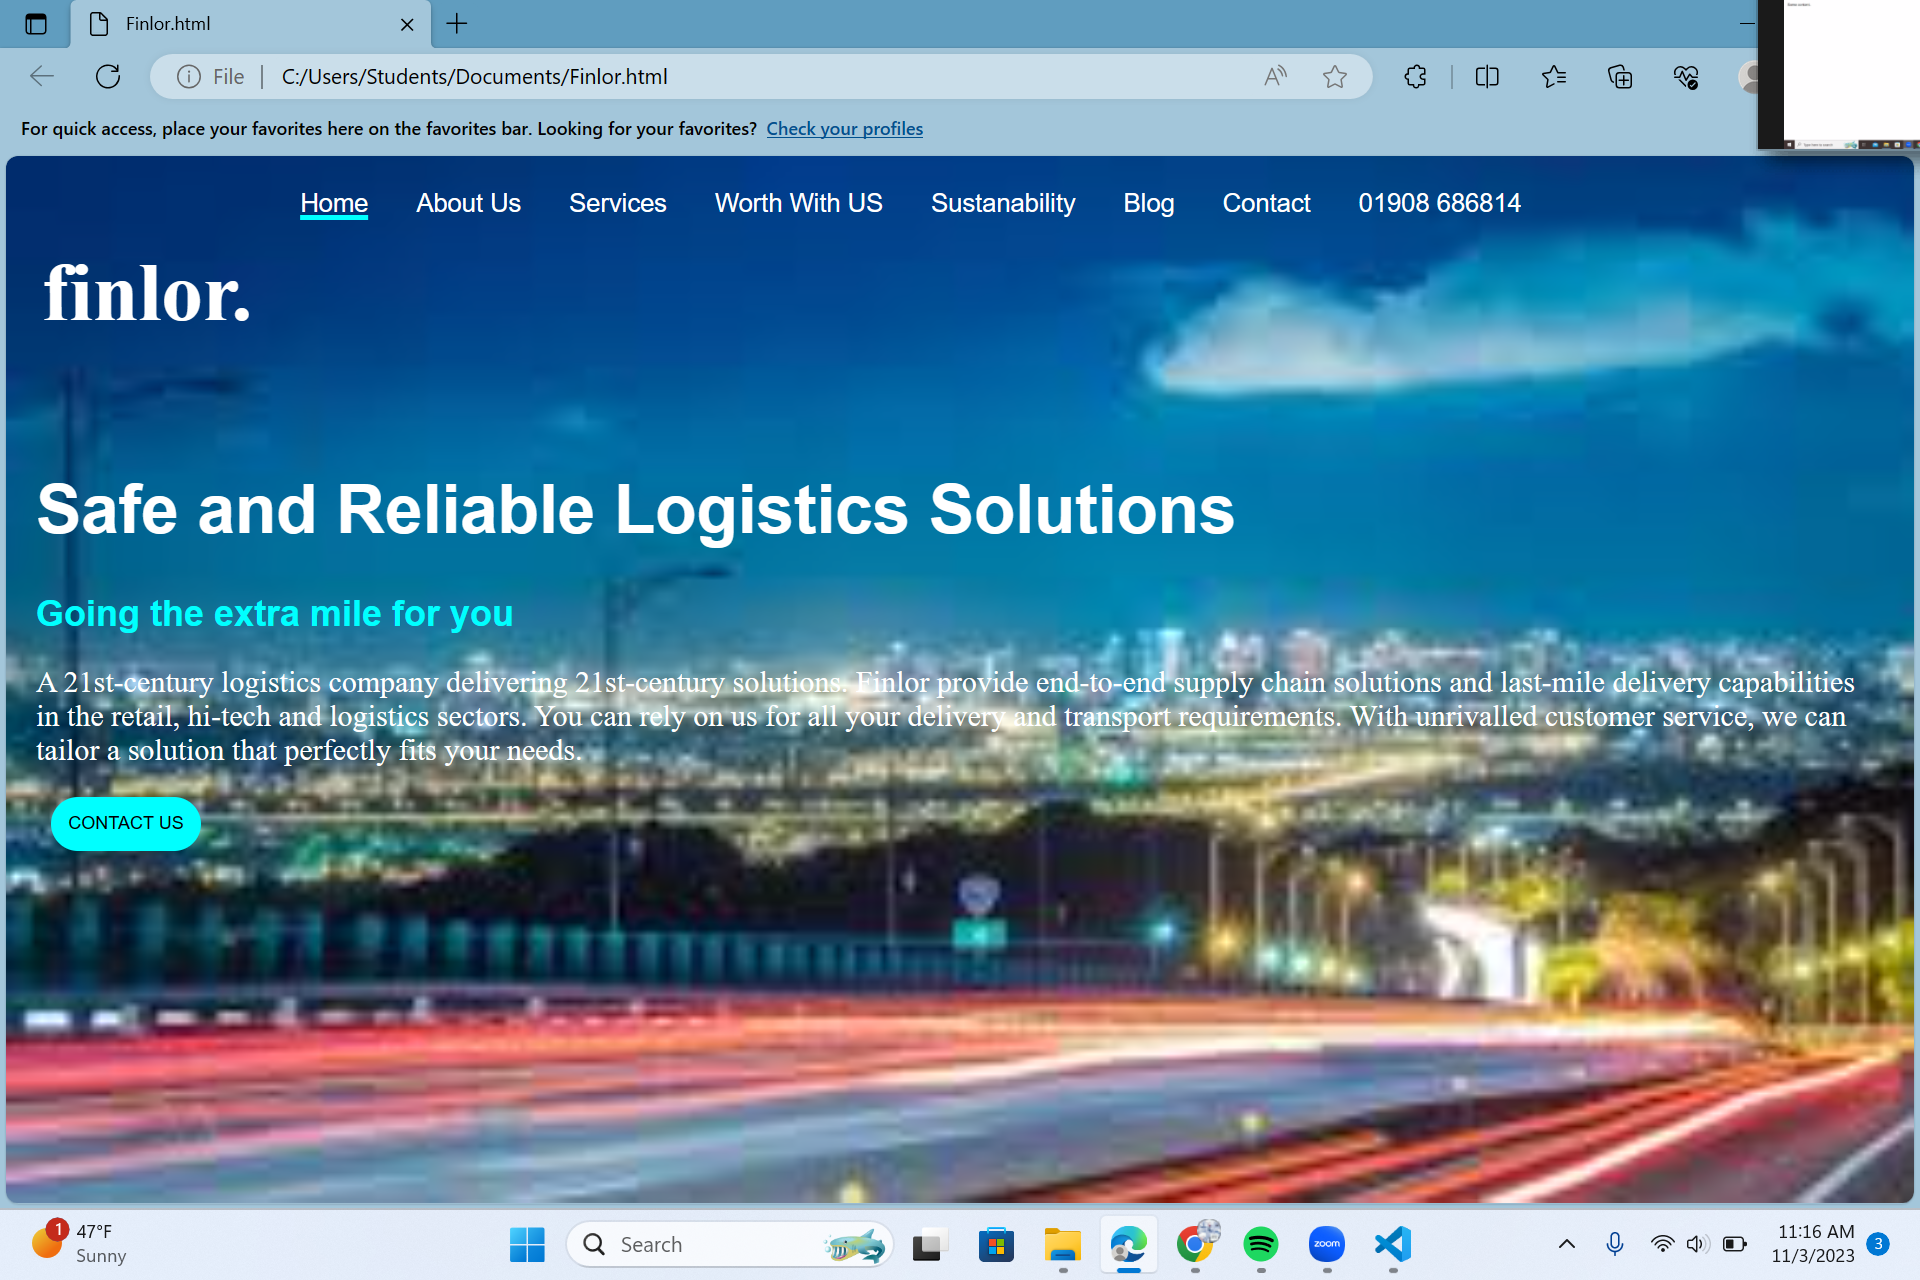 Finlor.html
File
C:/Users/Students/Documents/Finlor.html
For quick access, place your favorites here on the favorites bar. Looking for your favorites? Check your profiles
Home About Us Services Worth With US Sustanability Blog Contact 01908 686814
finlor.
Safe and Reliable Logistics Solutions
Going the extra mile for you
A 21st-century logistics company delivering 21st-century solutions. Finlor provide end-to-end supply chain solutions and last-mile delivery capabilities
in the retail, hi-tech and logistics sectors. You can rely on us for all your delivery and transport requirements. With unrivalled customer service, we can
tailor a solution that perfectly fits your needs.
CONTACT US
1
47°F
Sunny
Search
zoom
11:16 AM
11/3/2023
3